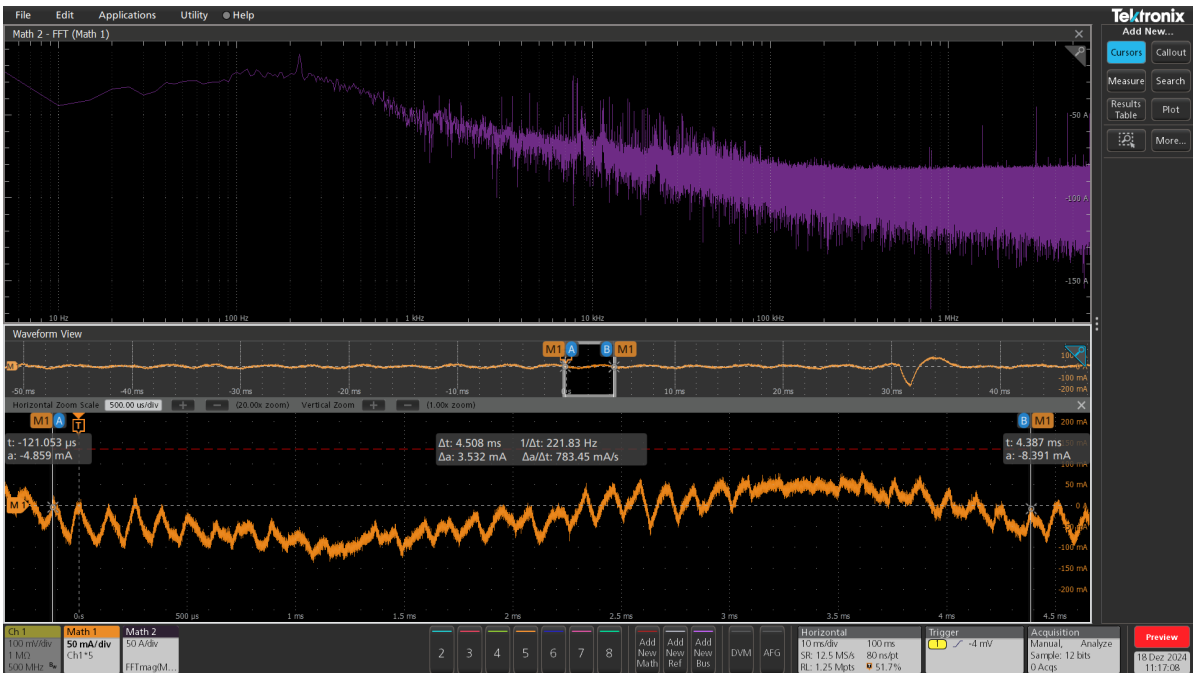 File Edit Applications Utility Help
Tektronix
Add New...
Math 2 - FFT (Math 1)
Cursors Callout
Measure Search
Results Table Plot
More...
-50 A
-100 A
-150 A
10 Hz 100 Hz 1 kHz 10 kHz 100 kHz 1 MHz
Waveform View
M1 A B M1
-100 mA
-200 mA
-50 ms -40 ms -30 ms -20 ms -10 ms 10 ms 20 ms 30 ms 40 ms
Horizontal Zoom Scale 500.00 us/div + − (20.00x zoom) Vertical Zoom + − (1.00x zoom)
M1 A B M1 200 mA
T
t: -121.053 µs
a: -4.859 mA
Δt: 4.508 ms 1/Δt: 221.83 Hz
Δa: 3.532 mA Δa/Δt: 783.45 mA/s
t: 4.387 ms
a: -8.391 mA
50 mA
M1
-100 mA
-150 mA
-200 mA
0 s 500 µs 1 ms 1.5 ms 2 ms 2.5 ms 3 ms 3.5 ms 4 ms 4.5 ms
Ch 1
100 mV/div
1 MΩ
500 MHz
Math 1
50 mA/div
Ch1*5
Math 2
50 A/div
FFTmag(M...
2 3 4 5 6 7 8
Add New Math
Add New Ref
Add New Bus
DVM AFG
Horizontal
10 ms/div 100 ms
SR: 12.5 MS/s 80 ns/pt
RL: 1.25 Mpts 51.7%
Trigger
1 -4 mV
Acquisition
Manual, Analyze
Sample: 12 bits
0 Acqs
Preview
18 Dez 2024
11:17:08